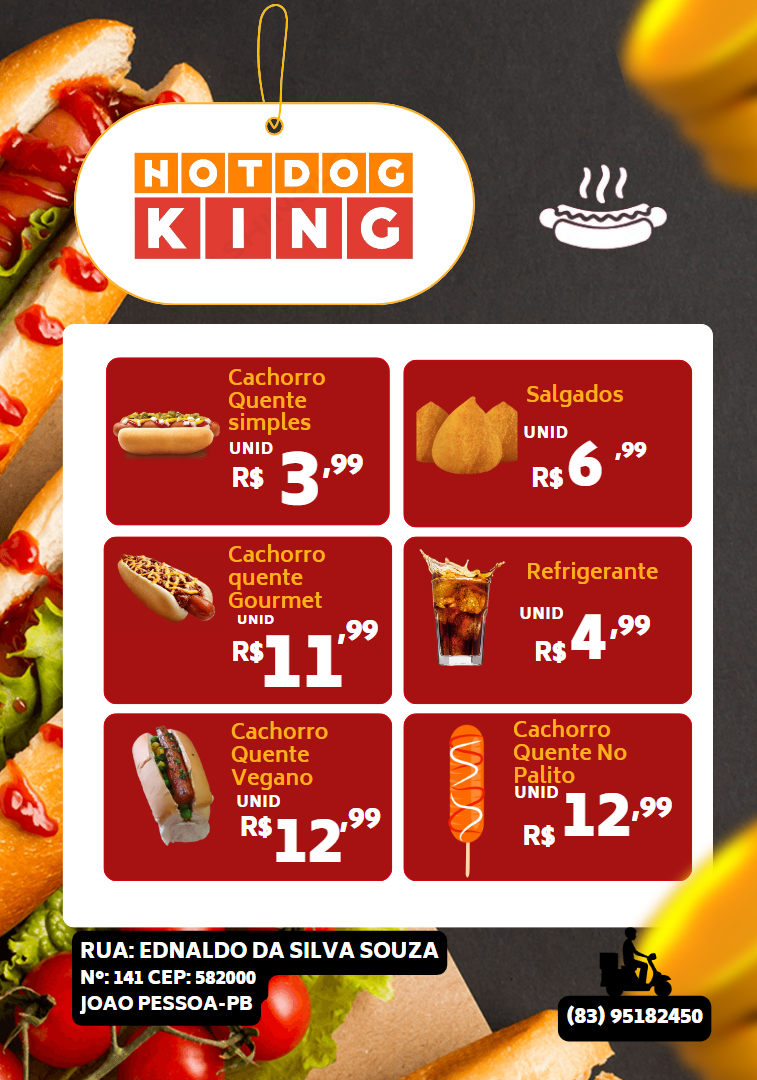 HOTDOG
KING
Cachorro
Quente
simples
UNID
R$ 3,99
Salgados
UNID
R$ 6 ,99
Cachorro
quente
Gourmet
UNID
R$ 11,99
Refrigerante
UNID
R$ 4,99
Cachorro
Quente
Vegano
UNID
R$ 12,99
Cachorro
Quente No
Palito
UNID
R$ 12,99
RUA: EDNALDO DA SILVA SOUZA
Nº: 141 CEP: 582000
JOAO PESSOA-PB
(83) 95182450